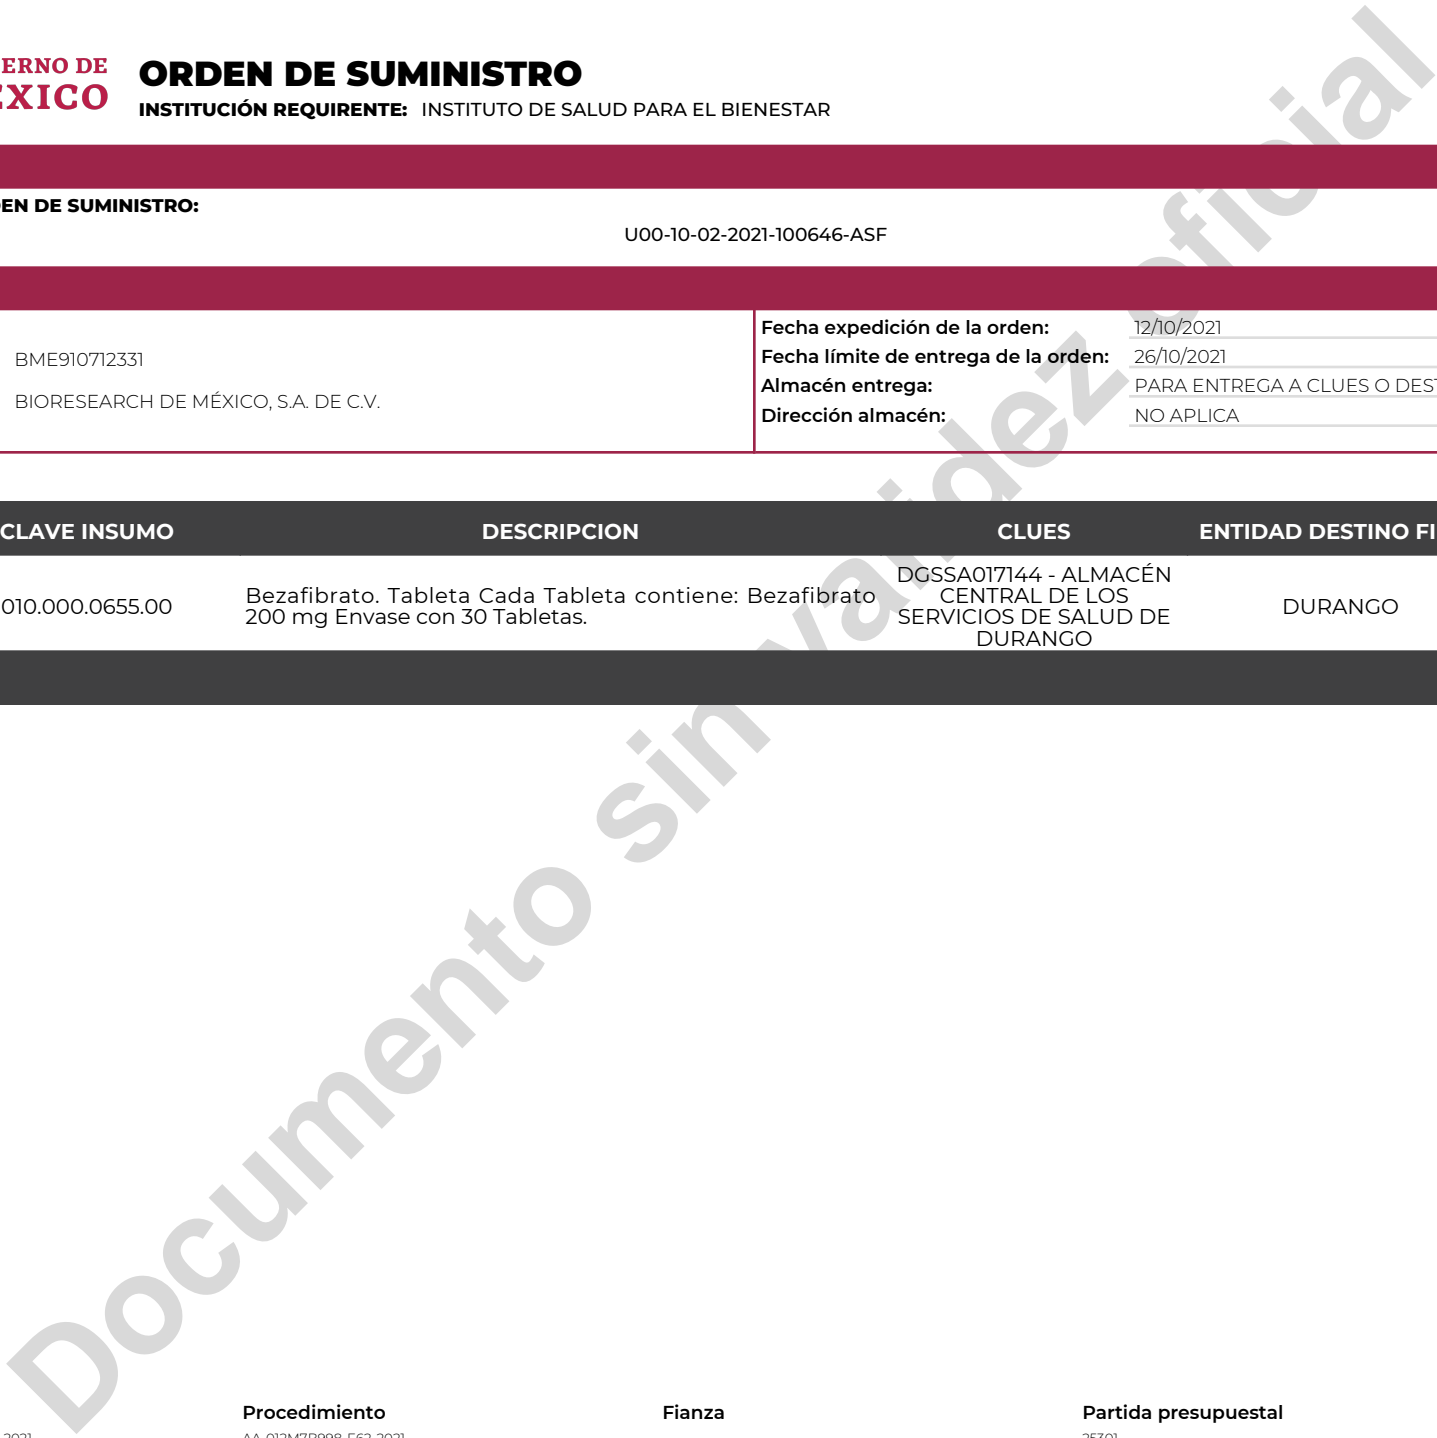 ERNO DE
ÉXICO
ORDEN DE SUMINISTRO
INSTITUCIÓN REQUIRENTE: INSTITUTO DE SALUD PARA EL BIENESTAR
EN DE SUMINISTRO:
U00-10-02-2021-100646-ASF
BME910712331
BIORESEARCH DE MÉXICO, S.A. DE C.V.
Fecha expedición de la orden: 12/10/2021
Fecha límite de entrega de la orden: 26/10/2021
Almacén entrega: PARA ENTREGA A CLUES O DEST
Dirección almacén: NO APLICA
CLAVE INSUMO DESCRIPCION CLUES ENTIDAD DESTINO FI
010.000.0655.00
Bezafibrato. Tableta Cada Tableta contiene: Bezafibrato
200 mg Envase con 30 Tabletas.
DGSSA017144 - ALMACÉN
CENTRAL DE LOS
SERVICIOS DE SALUD DE
DURANGO
DURANGO
Documento sin validez oficial
Procedimiento Fianza Partida presupuestal